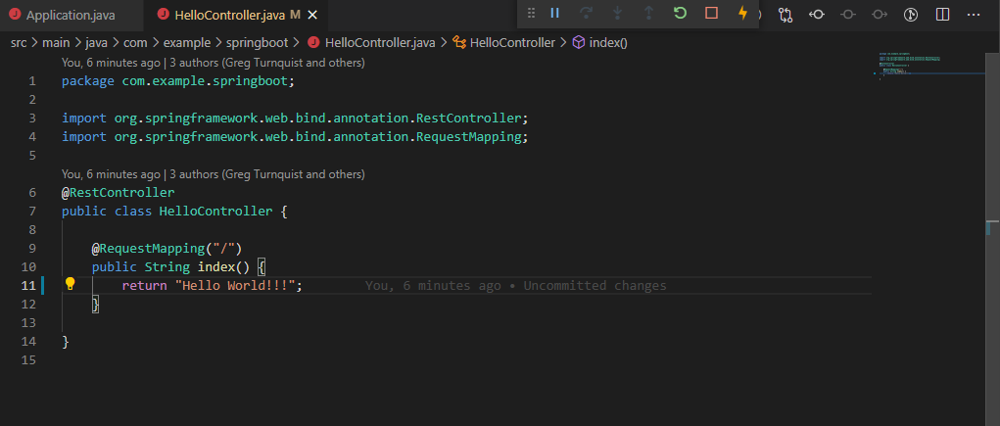 Application.java
HelloController.java M
src > main > java > com > example > springboot > HelloController.java > HelloController > index()
You, 6 minutes ago | 3 authors (Greg Turnquist and others)
1 package com.example.springboot;
2
3 import org.springframework.web.bind.annotation.RestController;
4 import org.springframework.web.bind.annotation.RequestMapping;
5
You, 6 minutes ago | 3 authors (Greg Turnquist and others)
6 @RestController
7 public class HelloController {
8
9 @RequestMapping("/")
10 public String index() {
11 return "Hello World!!!"; You, 6 minutes ago • Uncommitted changes
12 }
13
14 }
15